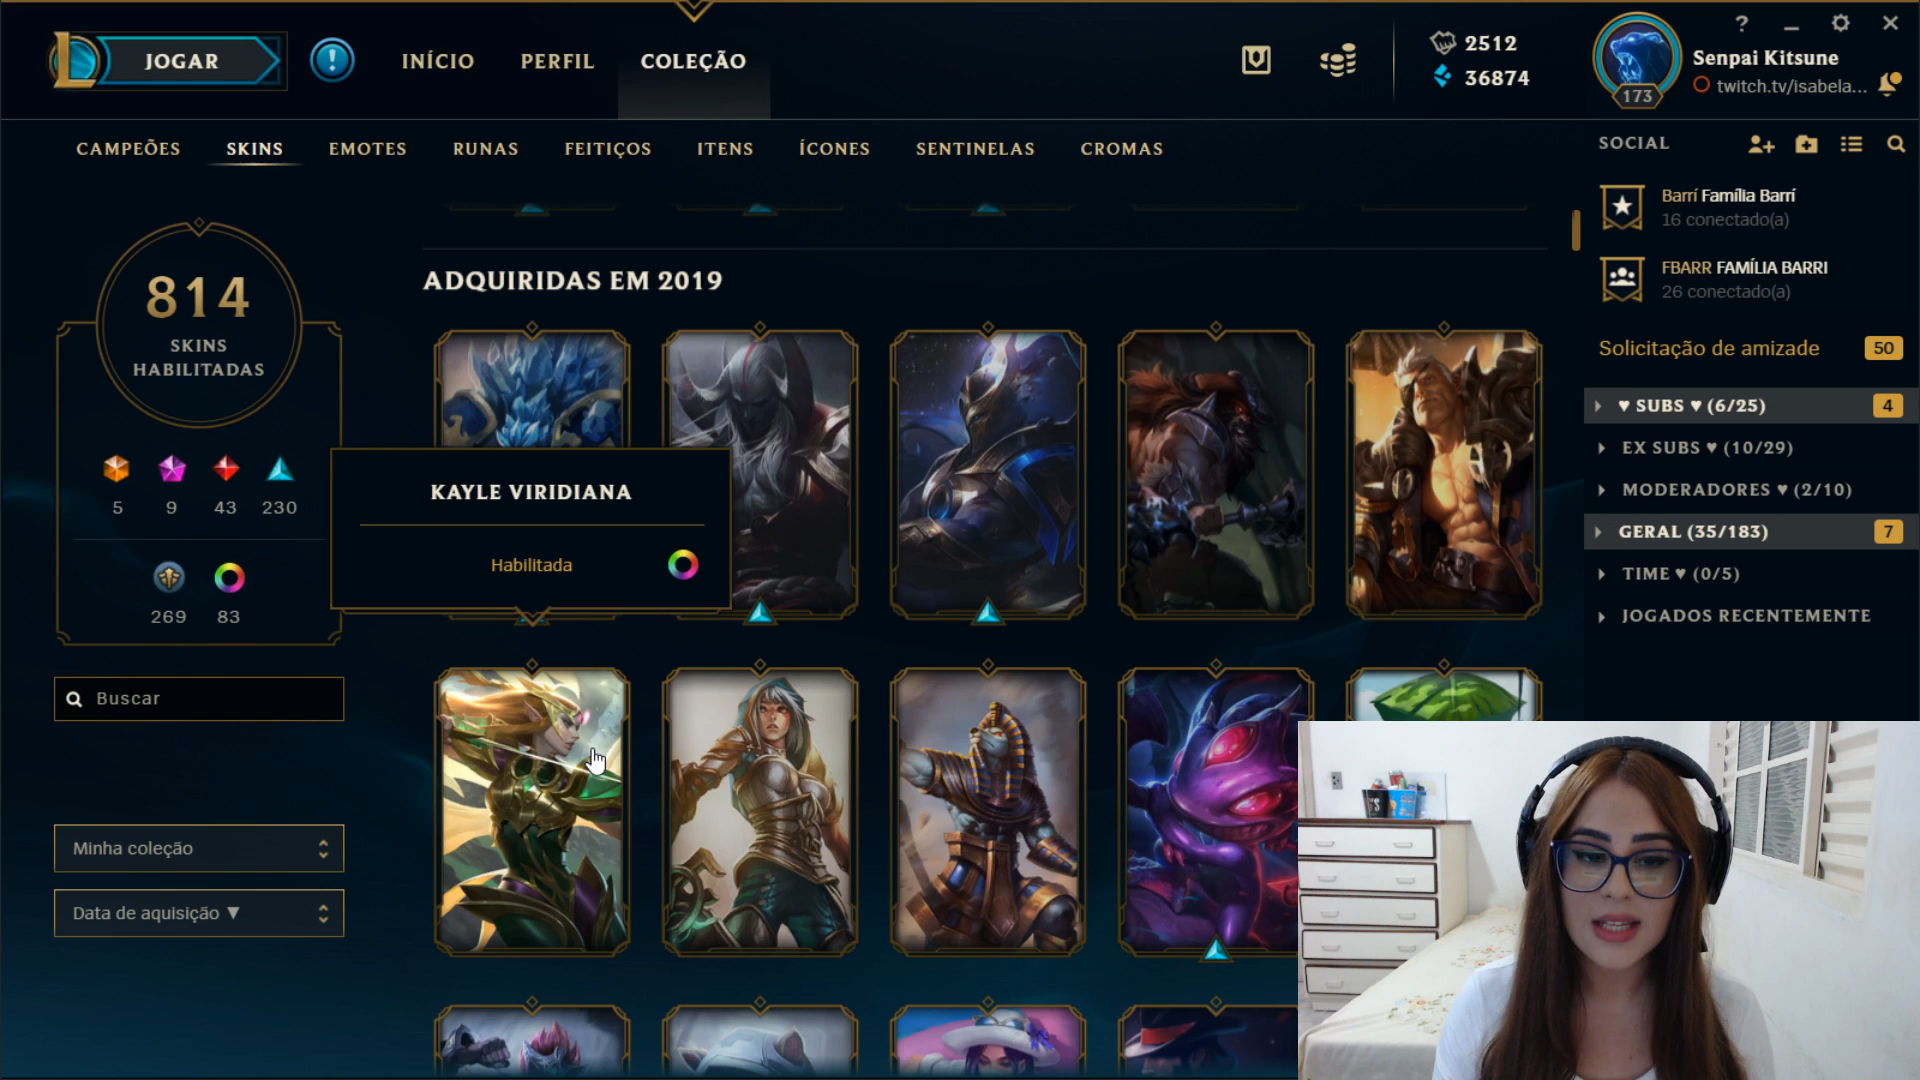 JOGAR
INÍCIO
PERFIL
COLEÇÃO
2512
36874
173
?
Senpai Kitsune
twitch.tv/isabela...
CAMPEÕES
SKINS
EMOTES
RUNAS
FEITIÇOS
ITENS
ÍCONES
SENTINELAS
CROMAS
814
SKINS
HABILITADAS
5
9
43
230
269
83
Buscar
Minha coleção
Data de aquisição ▼
ADQUIRIDAS EM 2019
KAYLE VIRIDIANA
Habilitada
SOCIAL
Barrí Família Barrí
16 conectado(a)
FBARR FAMÍLIA BARRI
26 conectado(a)
Solicitação de amizade 50
♥ SUBS ♥ (6/25) 4
EX SUBS ♥ (10/29)
MODERADORES ♥ (2/10)
GERAL (35/183) 7
TIME ♥ (0/5)
JOGADOS RECENTEMENTE